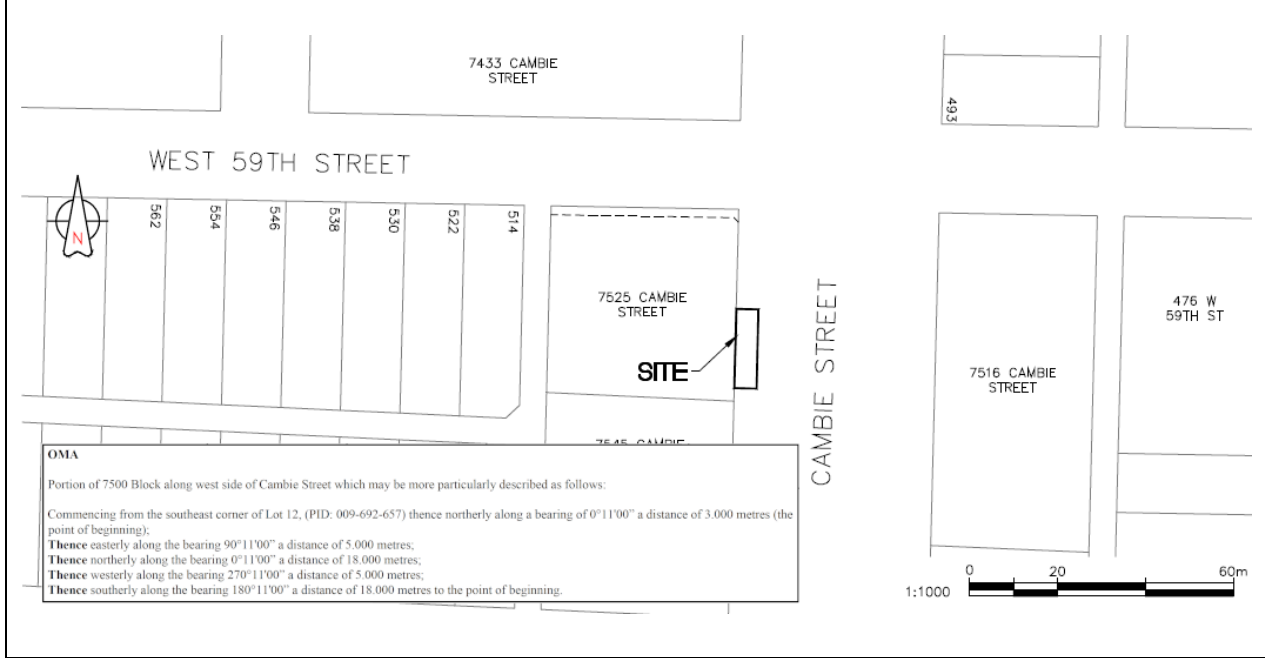 7433 CAMBIE
STREET
493
WEST 59TH STREET
N
562
554
546
538
530
522
514
7525 CAMBIE
STREET
SITE
CAMBIE STREET
476 W
59TH ST
7516 CAMBIE
STREET
7545 CAMBIE
OMA
Portion of 7500 Block along west side of Cambie Street which may be more particularly described as follows:
Commencing from the southeast corner of Lot 12, (PID: 009-692-657) thence northerly along a bearing of 0°11'00" a distance of 3.000 metres (the
point of beginning);
Thence easterly along the bearing 90°11'00" a distance of 5.000 metres;
Thence northerly along the bearing 0°11'00" a distance of 18.000 metres;
Thence westerly along the bearing 270°11'00" a distance of 5.000 metres;
Thence southerly along the bearing 180°11'00" a distance of 18.000 metres to the point of beginning.
0 20 60m
1:1000